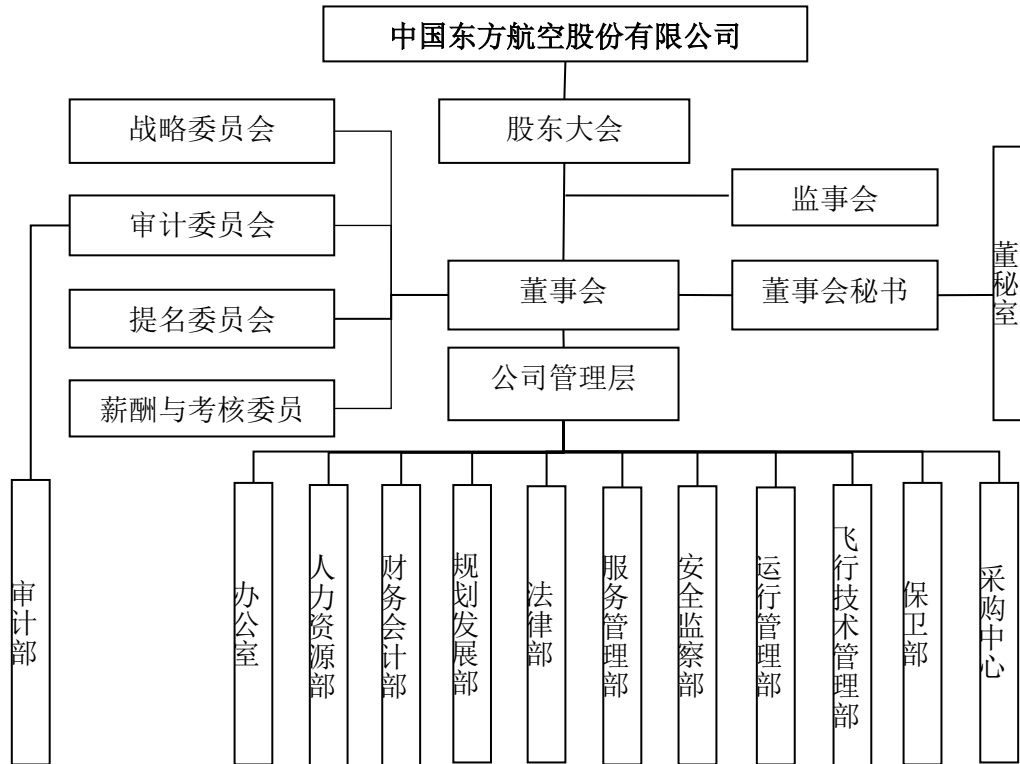 中国东方航空股份有限公司
战略委员会
股东大会
审计委员会
监事会
提名委员会
董事会
董事会秘书
董秘室
薪酬与考核委员
公司管理层
审计部
办公室
人力资源部
财务会计部
规划发展部
法律部
服务管理部
安全监察部
运行管理部
飞行技术管理部
保卫部
采购中心